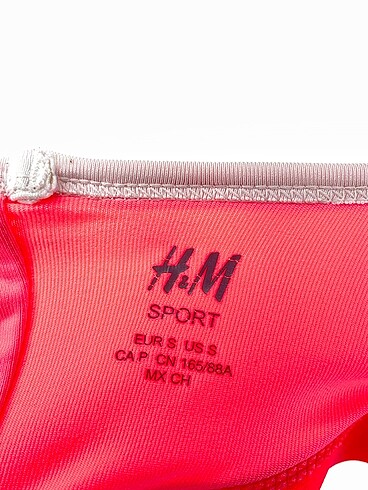 H&M
SPORT
EUR S US S
CA P CN 165/88A
MX CH